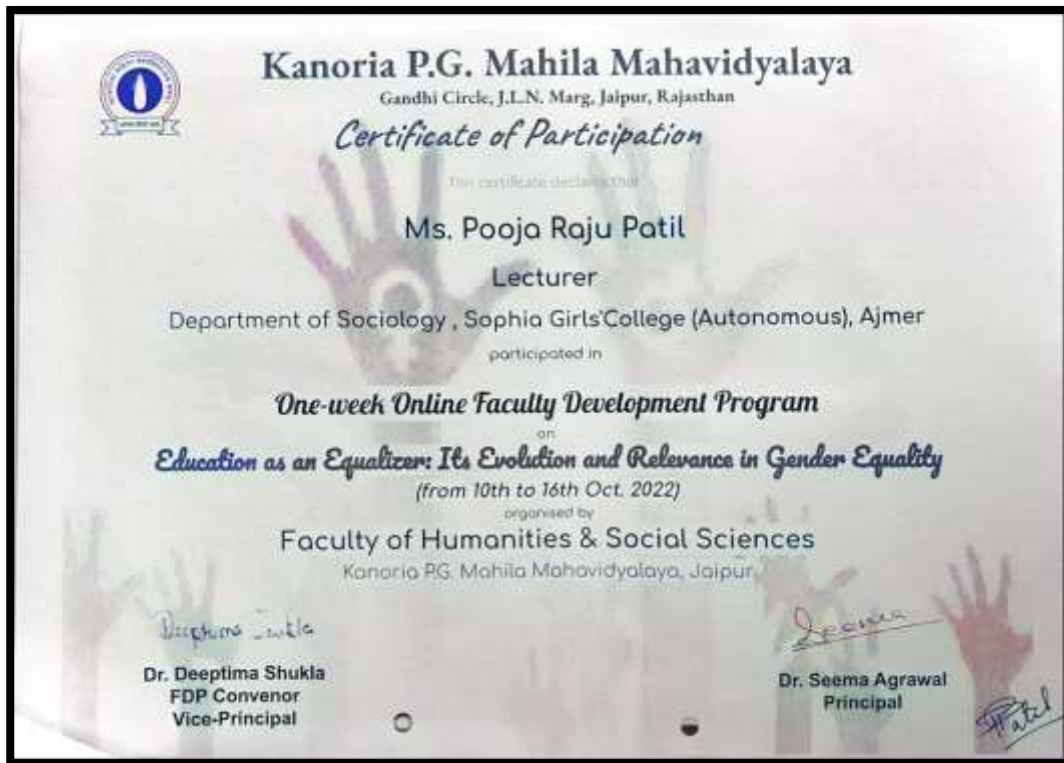 Kanoria P.G. Mahila Mahavidyalaya
Gandhi Circle, J.L.N. Marg, Jaipur, Rajasthan
Certificate of Participation
This certificate declares that
Ms. Pooja Raju Patil
Lecturer
Department of Sociology , Sophia Girls'College (Autonomous), Ajmer
participated in
One-week Online Faculty Development Program
on
Education as an Equalizer: Its Evolution and Relevance in Gender Equality
(from 10th to 16th Oct. 2022)
organised by
Faculty of Humanities & Social Sciences
Kanoria P.G. Mahila Mahavidyalaya, Jaipur
Dr. Deeptima Shukla
FDP Convenor
Vice-Principal
Dr. Seema Agrawal
Principal
Patil